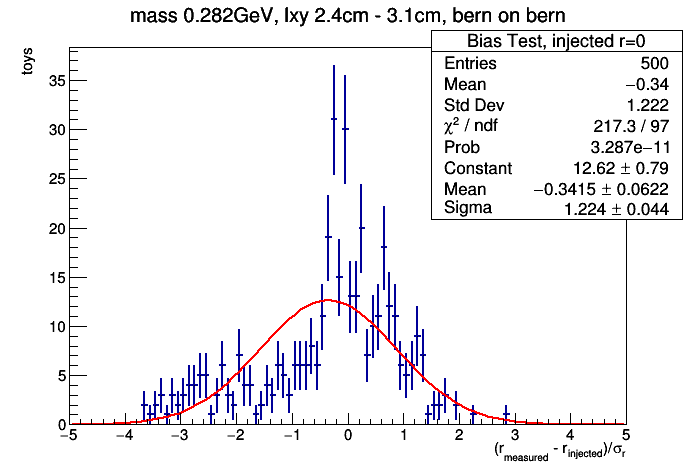 mass 0.282GeV, lxy 2.4cm - 3.1cm, bern on bern
Bias Test, injected r=0
Entries 500
Mean −0.34
Std Dev 1.222
χ² / ndf 217.3 / 97
Prob 3.287e−11
Constant 12.62 ± 0.79
Mean −0.3415 ± 0.0622
Sigma 1.224 ± 0.044
toys
35
30
25
20
15
10
5
0
−5 −4 −3 −2 −1 0 1 2 3 4 5
(r_measured - r_injected)/σ_r